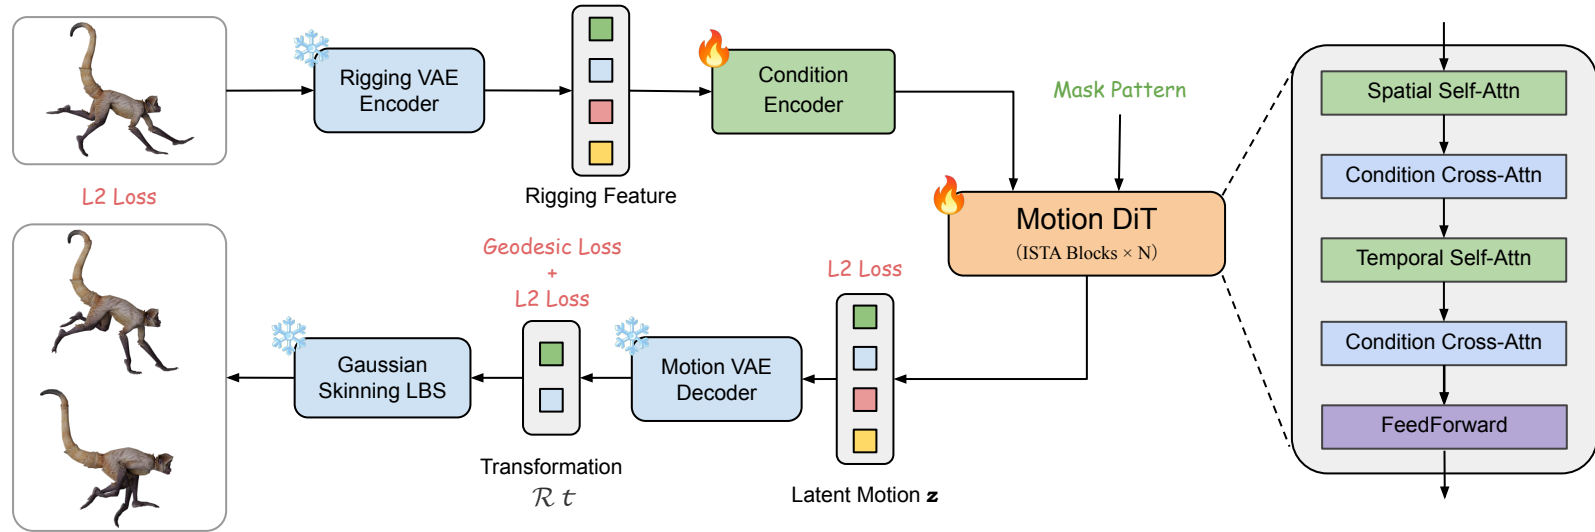 Rigging VAE
Encoder
Rigging Feature
Condition
Encoder
Mask Pattern
Motion DiT
(ISTA Blocks × N)
L2 Loss
Geodesic Loss
+
L2 Loss
L2 Loss
Gaussian
Skinning LBS
Transformation
R t
Motion VAE
Decoder
Latent Motion z
Spatial Self-Attn
Condition Cross-Attn
Temporal Self-Attn
Condition Cross-Attn
FeedForward